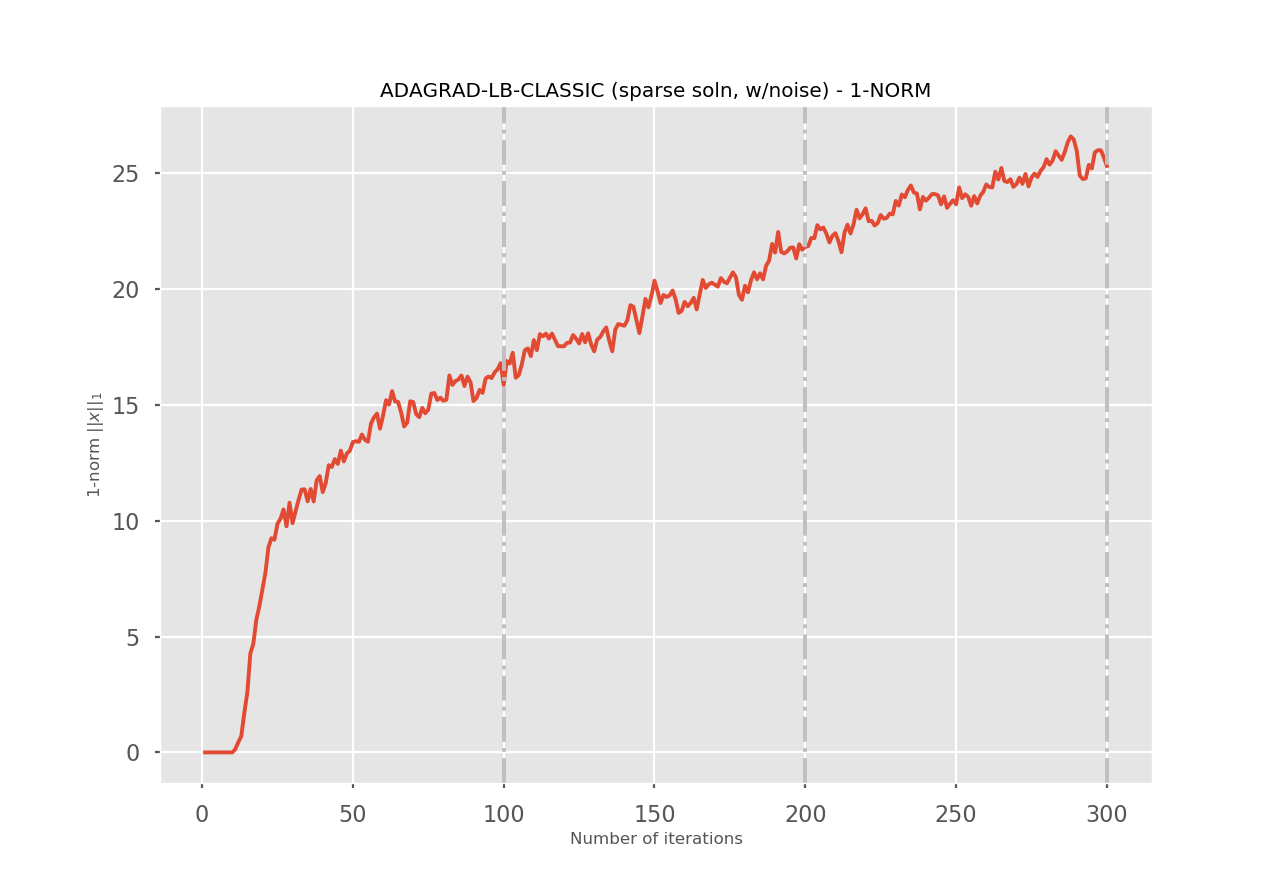 ADAGRAD-LB-CLASSIC (sparse soln, w/noise) - 1-NORM
1-norm ||x||₁
25
20
15
10
5
0
0 50 100 150 200 250 300
Number of iterations